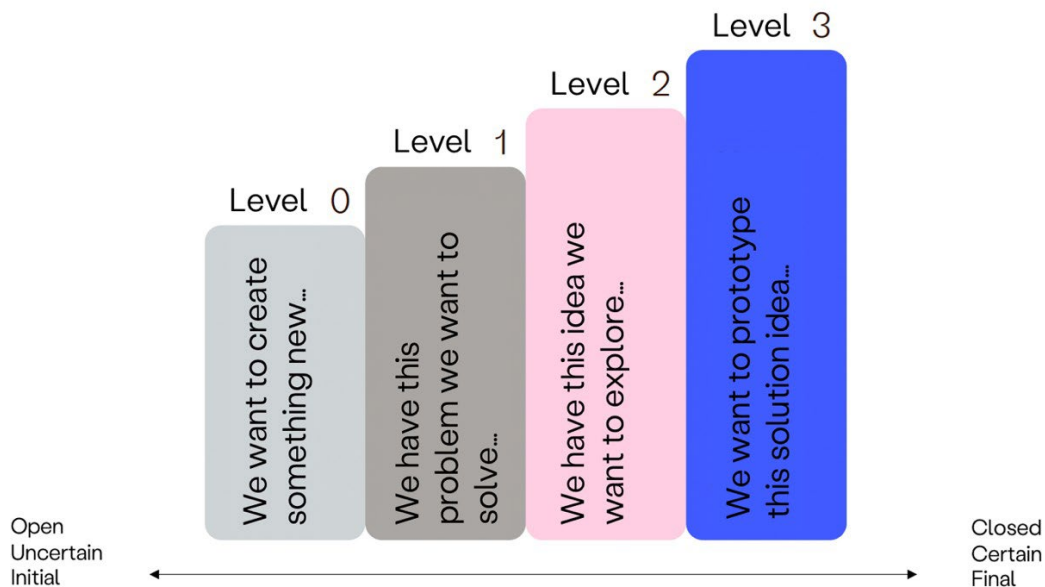 Level 0
We want to create
something new...
Level 1
We have this
problem we want to
solve...
Level 2
We have this idea we
want to explore...
Level 3
We want to prototype
this solution idea...
Open
Uncertain
Initial
Closed
Certain
Final